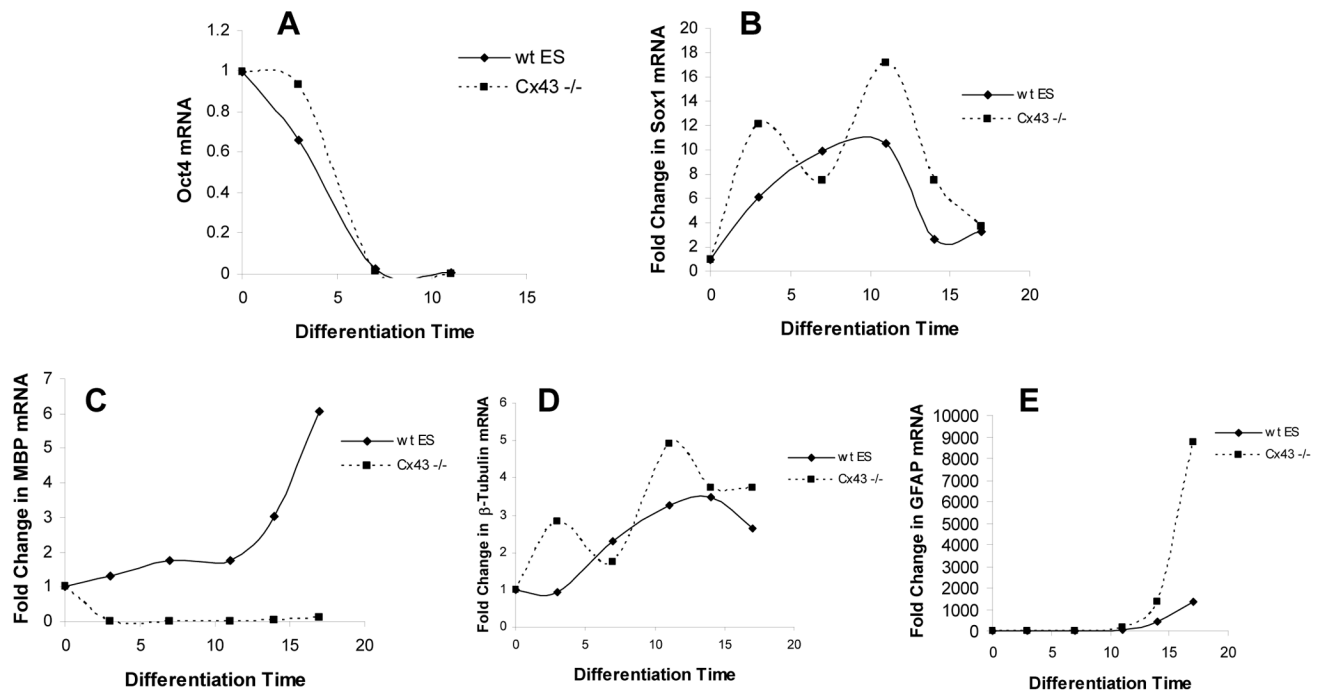 A
Oct4 mRNA
1.2
1
0.8
0.6
0.4
0.2
0
0 5 10 15
Differentiation Time
wt ES
Cx43 -/-
B
Fold Change in Sox1 mRNA
20
18
16
14
12
10
8
6
4
2
0
0 5 10 15 20
Differentiation Time
wt ES
Cx43 -/-
C
Fold Change in MBP mRNA
7
6
5
4
3
2
1
0
0 5 10 15 20
Differentiation Time
wt ES
Cx43 -/-
D
Fold Change in β-Tubulin mRNA
6
5
4
3
2
1
0
0 5 10 15 20
Differentiation Time
wt ES
Cx43 -/-
E
Fold Change in GFAP mRNA
10000
9000
8000
7000
6000
5000
4000
3000
2000
1000
0
0 5 10 15 20
Differentiation Time
wt ES
Cx43 -/-